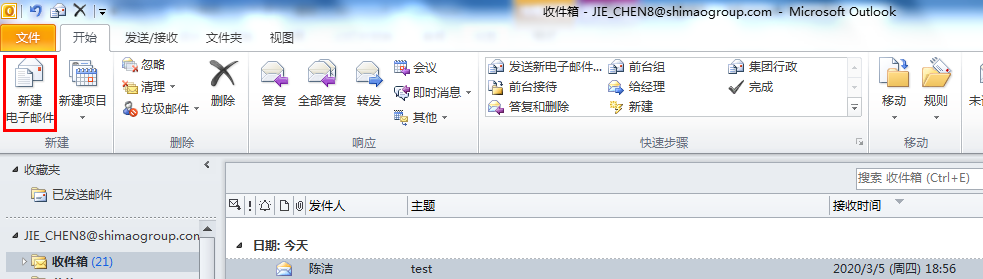 收件箱 - JIE_CHEN8@shimaogroup.com - Microsoft Outlook
文件 开始 发送/接收 文件夹 视图
新建
电子邮件
新建项目
忽略
清理
垃圾邮件
删除
答复
全部答复
转发
会议
即时消息
其他
发送新电子邮件... 前台组 集团行政
前台接待 给经理 完成
答复和删除 新建
移动
规则
新建 删除 响应 快速步骤 移动
收藏夹
已发送邮件
搜索 收件箱 (Ctrl+E)
发件人 主题 接收时间
JIE_CHEN8@shimaogroup.com
日期: 今天
收件箱 (21)
陈洁 test 2020/3/5 (周四) 18:56